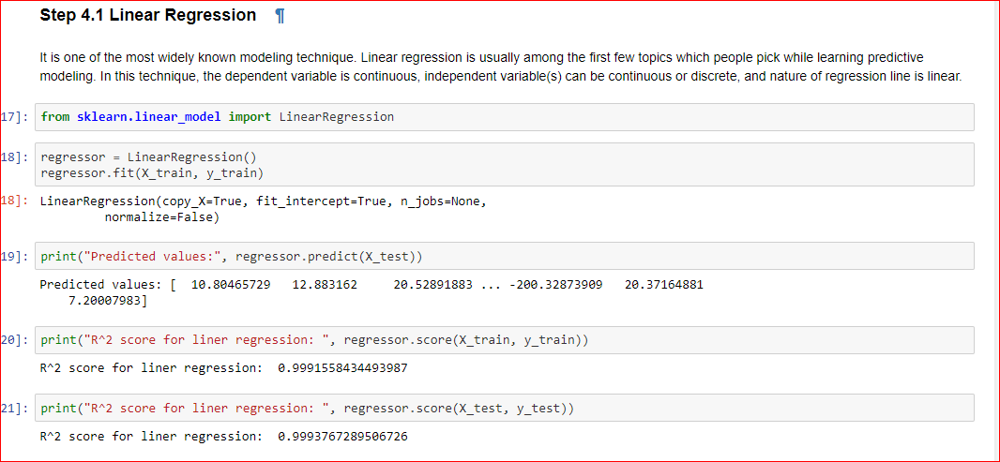 Step 4.1 Linear Regression ¶
It is one of the most widely known modeling technique. Linear regression is usually among the first few topics which people pick while learning predictive
modeling. In this technique, the dependent variable is continuous, independent variable(s) can be continuous or discrete, and nature of regression line is linear.
17]: from sklearn.linear_model import LinearRegression
18]: regressor = LinearRegression()
regressor.fit(X_train, y_train)
18]: LinearRegression(copy_X=True, fit_intercept=True, n_jobs=None,
normalize=False)
19]: print("Predicted values:", regressor.predict(X_test))
Predicted values: [  10.80465729   12.883162     20.52891883 ... -200.32873909   20.37164881
7.20007983]
20]: print("R^2 score for liner regression: ", regressor.score(X_train, y_train))
R^2 score for liner regression:  0.9991558434493987
21]: print("R^2 score for liner regression: ", regressor.score(X_test, y_test))
R^2 score for liner regression:  0.9993767289506726